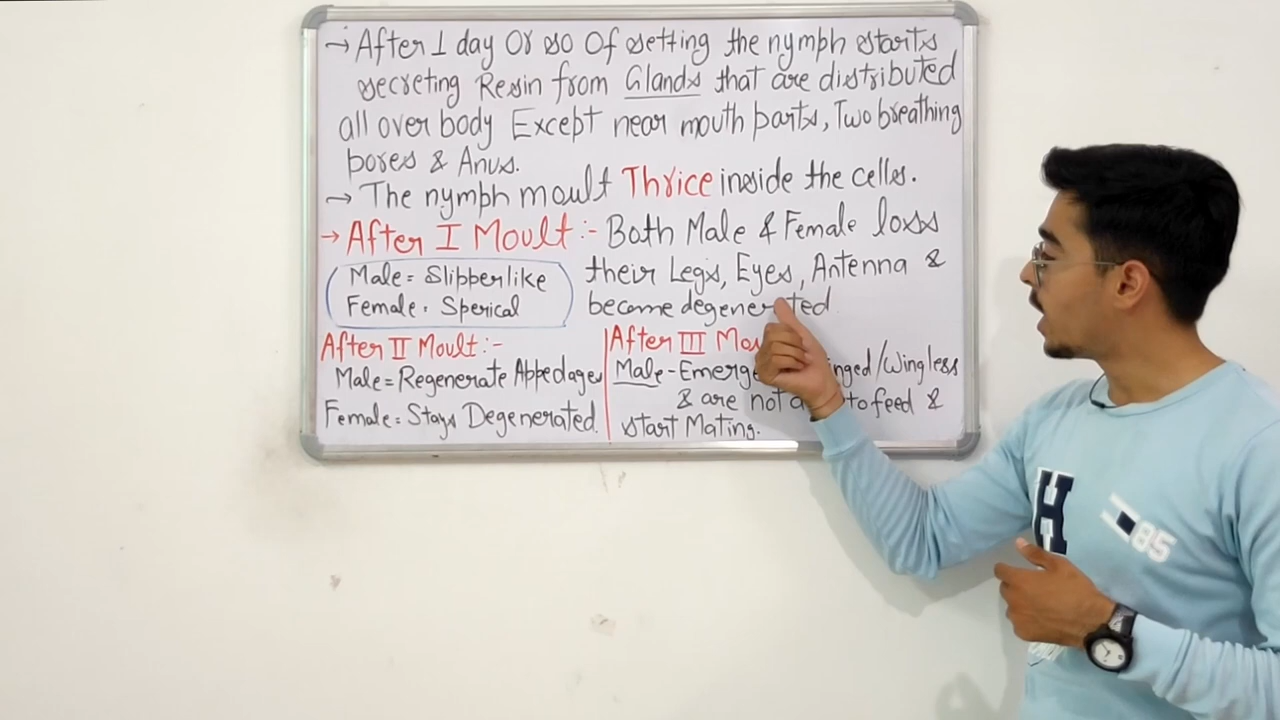 → After 1 day Or so Of setting the nymph starts
secreting Resin from Glands that are distributed
all over body Except near mouth parts, Two breathing
pores & Anus.
→ The nymph moult Thrice inside the cells.
→ After I Moult :- Both Male & Female loss
their Legs, Eyes, Antenna &
become degenerated
Male = Slipperlike
Female = Sperical
After II Moult :-
Male = Regenerate Appedages
Female = Stays Degenerated.
After III
Male - Emerge /Wingless
& are not to feed &
start Mating.
H
85